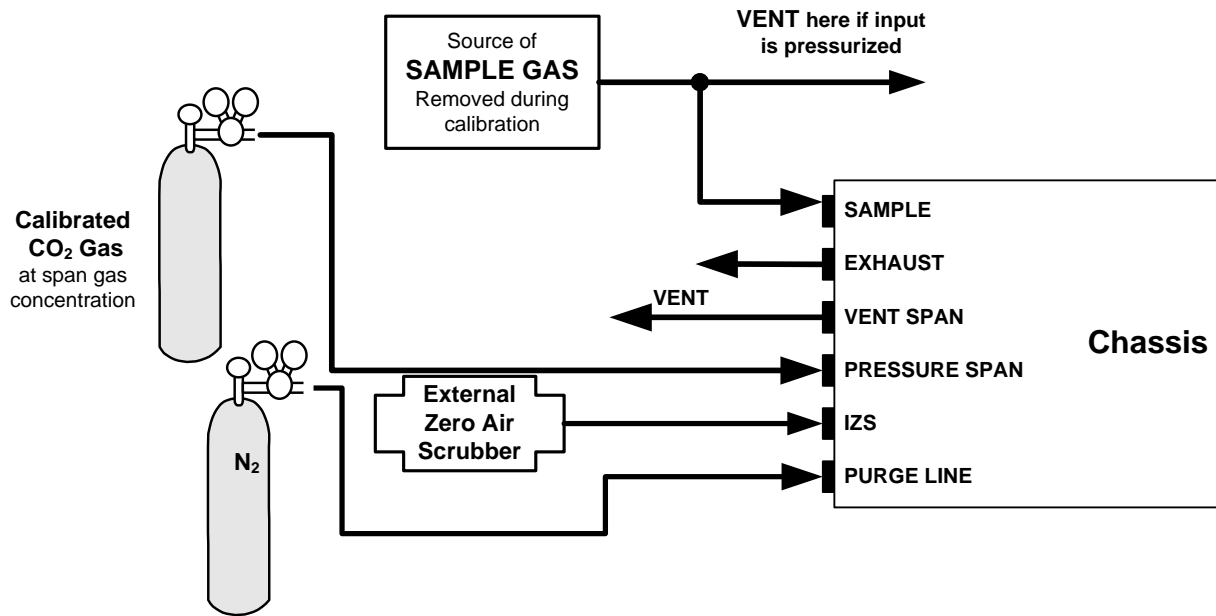 Source of
SAMPLE GAS
Removed during
calibration
VENT here if input
is pressurized
Calibrated
CO₂ Gas
at span gas
concentration
N₂
External
Zero Air
Scrubber
VENT
SAMPLE
EXHAUST
VENT SPAN
PRESSURE SPAN
IZS
PURGE LINE
Chassis